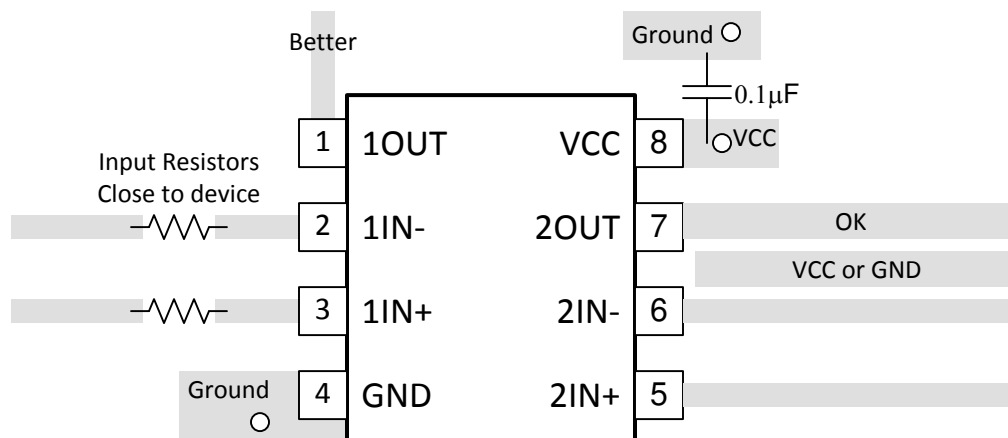 Better
Ground
0.1μF
1 1OUT VCC 8 VCC
Input Resistors
Close to device
2 1IN- 2OUT 7 OK
VCC or GND
3 1IN+ 2IN- 6
Ground 4 GND 2IN+ 5